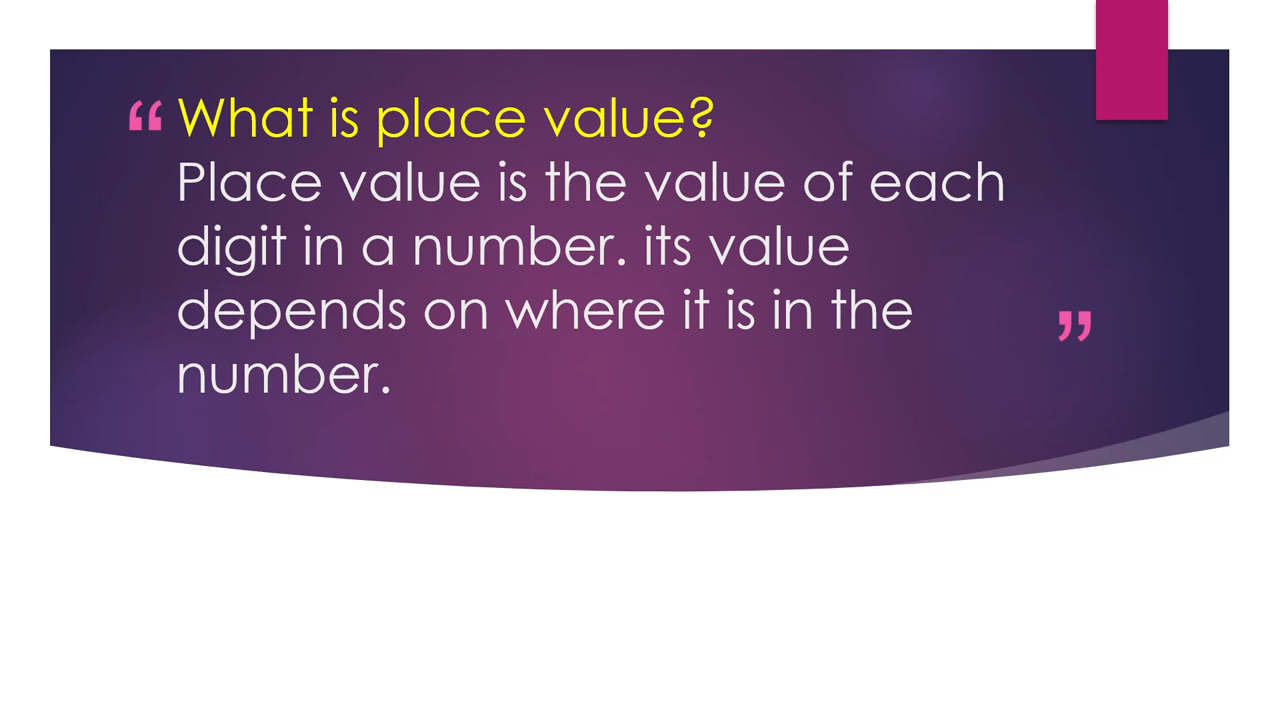 “ What is place value?
Place value is the value of each
digit in a number. its value
depends on where it is in the
number. ”